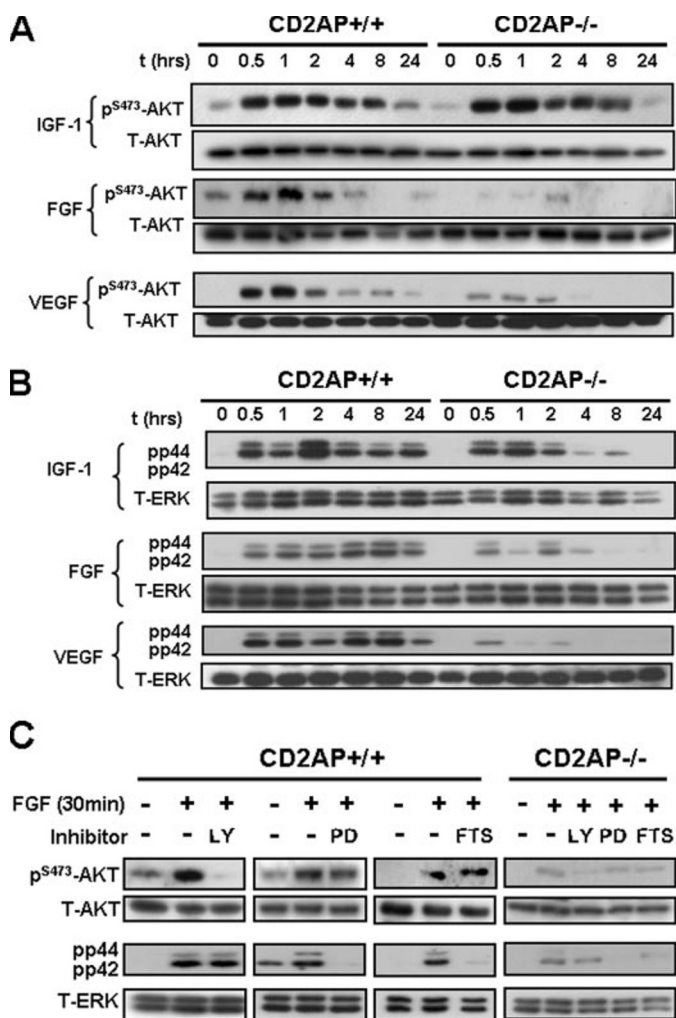 A
CD2AP+/+ CD2AP-/-
t (hrs) 0 0.5 1 2 4 8 24 0 0.5 1 2 4 8 24
IGF-1 pS473-AKT
T-AKT
FGF pS473-AKT
T-AKT
VEGF pS473-AKT
T-AKT
B
CD2AP+/+ CD2AP-/-
t (hrs) 0 0.5 1 2 4 8 24 0 0.5 1 2 4 8 24
IGF-1 pp44
pp42
T-ERK
FGF pp44
pp42
T-ERK
VEGF pp44
pp42
T-ERK
C
CD2AP+/+ CD2AP-/-
FGF (30min) - + + - + + - + + - + + + +
Inhibitor - - LY - - PD - - FTS - - LY PD FTS
pS473-AKT
T-AKT
pp44
pp42
T-ERK